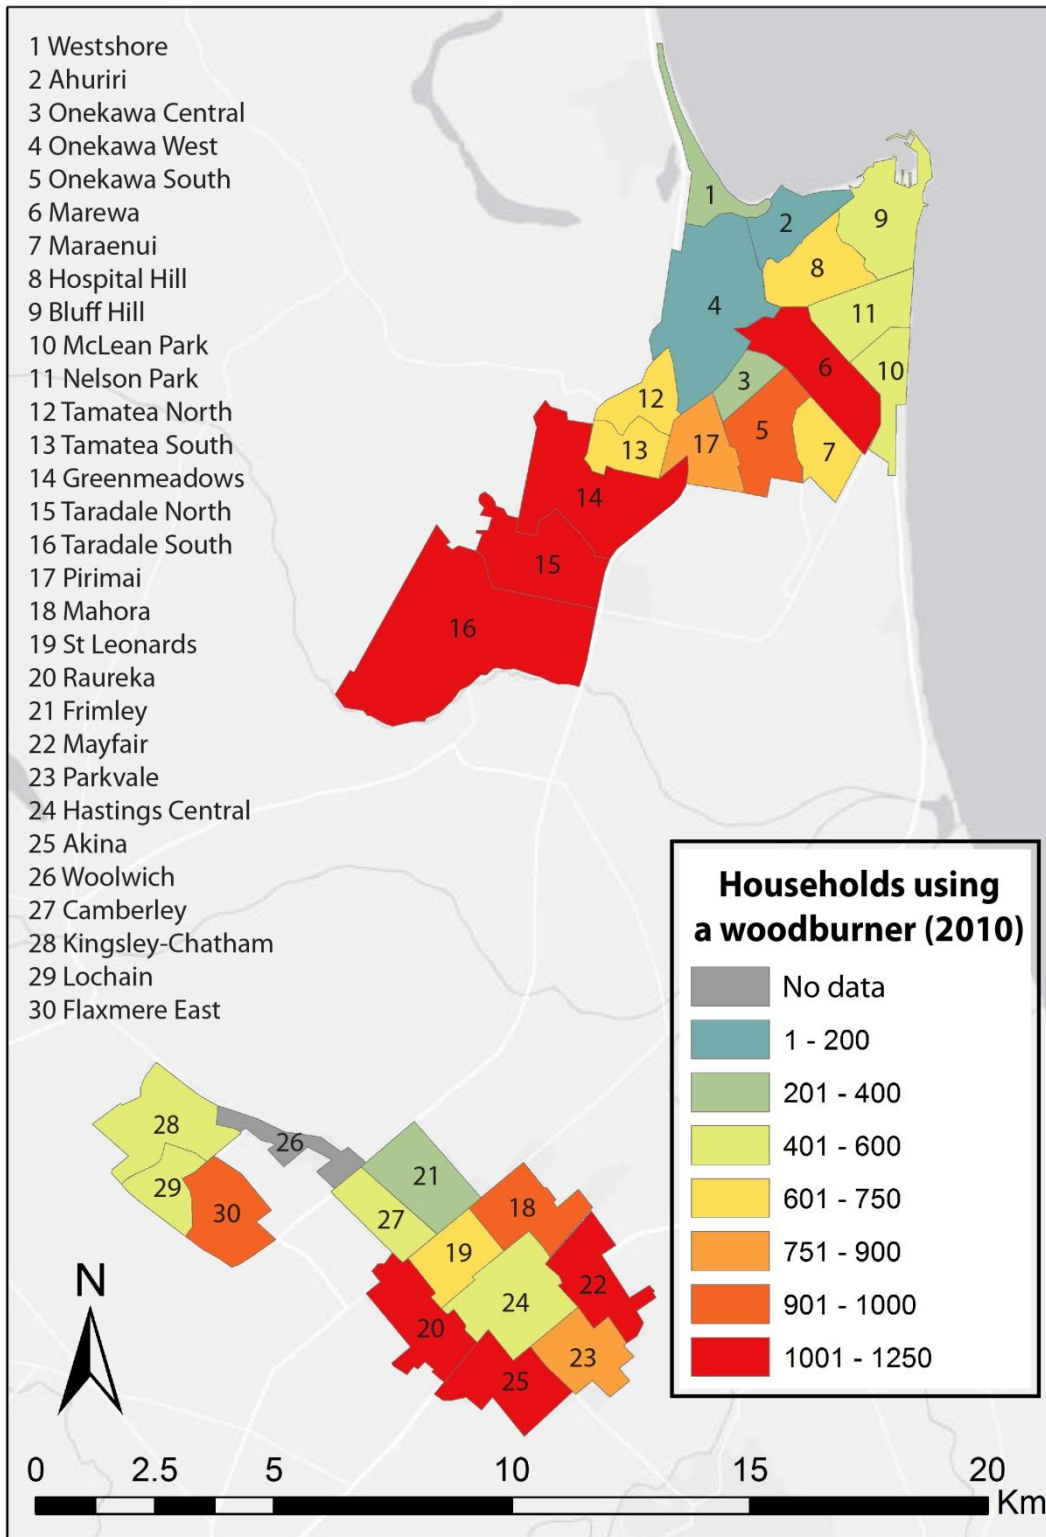 1 Westshore
2 Ahuriri
3 Onekawa Central
4 Onekawa West
5 Onekawa South
6 Marewa
7 Maraenui
8 Hospital Hill
9 Bluff Hill
10 McLean Park
11 Nelson Park
12 Tamatea North
13 Tamatea South
14 Greenmeadows
15 Taradale North
16 Taradale South
17 Pirimai
18 Mahora
19 St Leonards
20 Raureka
21 Frimley
22 Mayfair
23 Parkvale
24 Hastings Central
25 Akina
26 Woolwich
27 Camberley
28 Kingsley-Chatham
29 Lochain
30 Flaxmere East
1
2
9
8
4
11
6
10
3
12
5
17
13
7
14
15
16
Households using
a woodburner (2010)
No data
1 - 200
201 - 400
401 - 600
601 - 750
751 - 900
901 - 1000
1001 - 1250
28
26
21
29
30
27
18
19
22
24
20
23
25
N
0 2.5 5 10 15 20
Km